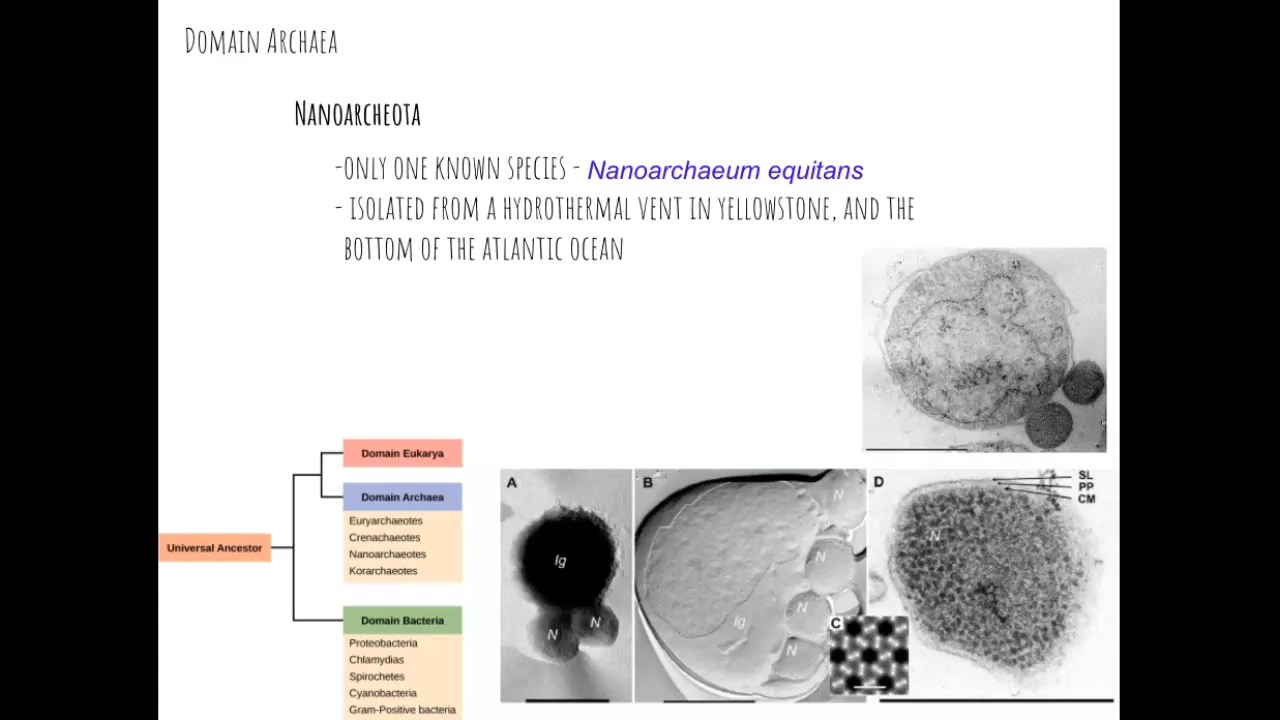 Domain Archaea
Nanoarcheota
-only one known species - Nanoarchaeum equitans
- isolated from a hydrothermal vent in Yellowstone, and the
bottom of the Atlantic Ocean
Domain Eukarya
Domain Archaea
Euryarchaeotes
Crenachaeotes
Nanoarchaeotes
Korarchaeotes
Universal Ancestor
Domain Bacteria
Proteobacteria
Chlamydias
Spirochetes
Cyanobacteria
Gram-Positive bacteria
A
Ig
N
N
B
N
N
N
N
Ig
C
D
SL
PP
CM
N